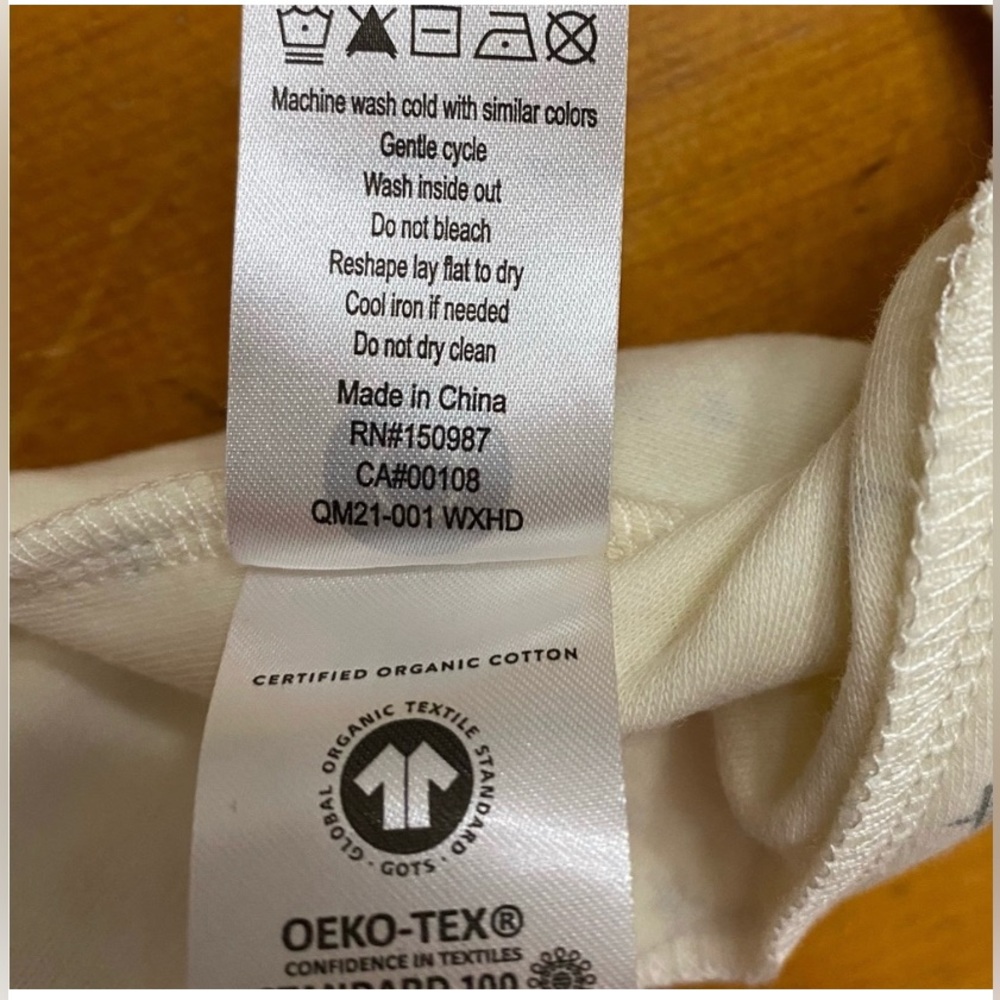 Machine wash cold with similar colors
Gentle cycle
Wash inside out
Do not bleach
Reshape lay flat to dry
Cool iron if needed
Do not dry clean
Made in China
RN#150987
CA#00108
QM21-001 WXHD
CERTIFIED ORGANIC COTTON
GLOBAL ORGANIC TEXTILE STANDARD · GOTS ·
OEKO-TEX®
CONFIDENCE IN TEXTILES
STANDARD 100